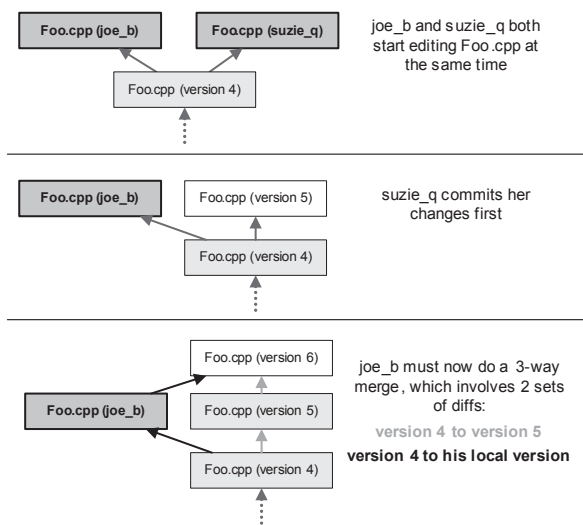 Foo.cpp (joe_b)
Foo.cpp (suzie_q)
Foo.cpp (version 4)
joe_b and suzie_q both
start editing Foo.cpp at
the same time
Foo.cpp (joe_b)
Foo.cpp (version 5)
Foo.cpp (version 4)
suzie_q commits her
changes first
Foo.cpp (version 6)
Foo.cpp (joe_b)
Foo.cpp (version 5)
Foo.cpp (version 4)
joe_b must now do a 3-way
merge, which involves 2 sets
of diffs:
version 4 to version 5
version 4 to his local version